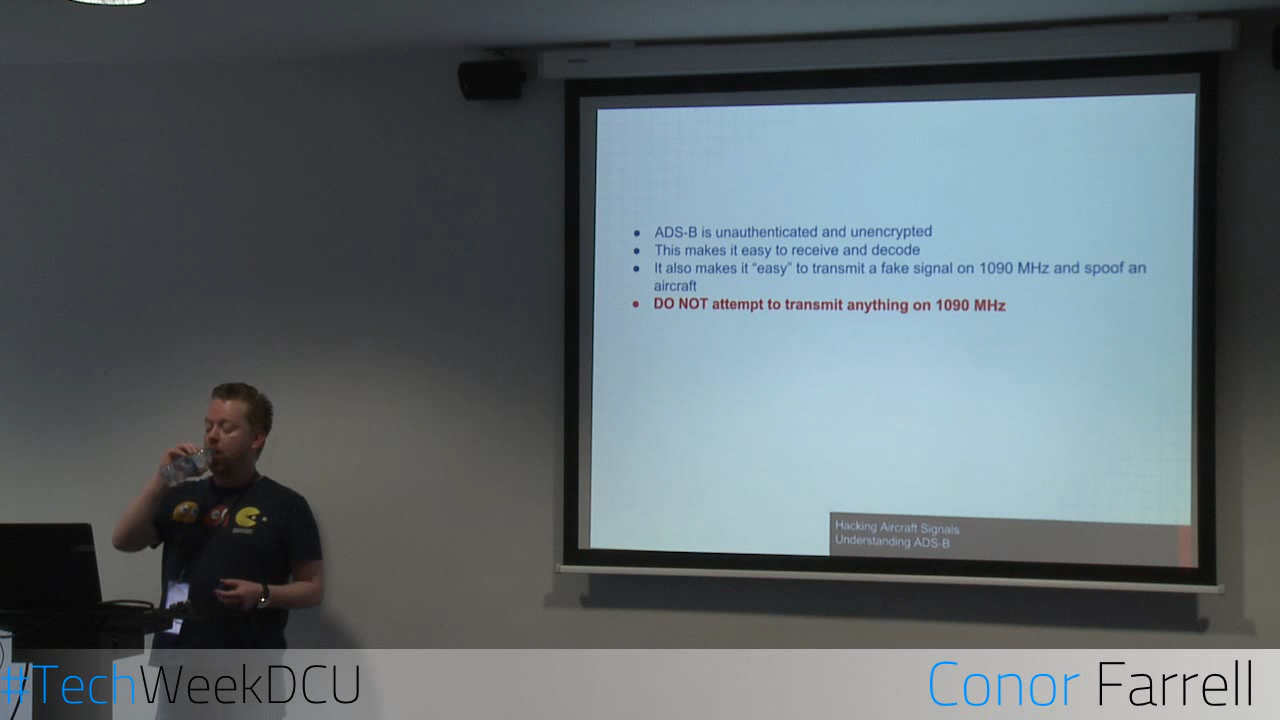 ADS-B is unauthenticated and unencrypted
This makes it easy to receive and decode
It also makes it “easy” to transmit a fake signal on 1090 MHz and spoof an
aircraft
DO NOT attempt to transmit anything on 1090 MHz
Hacking Aircraft Signals
Understanding ADS-B
#TechWeekDCU
Conor Farrell